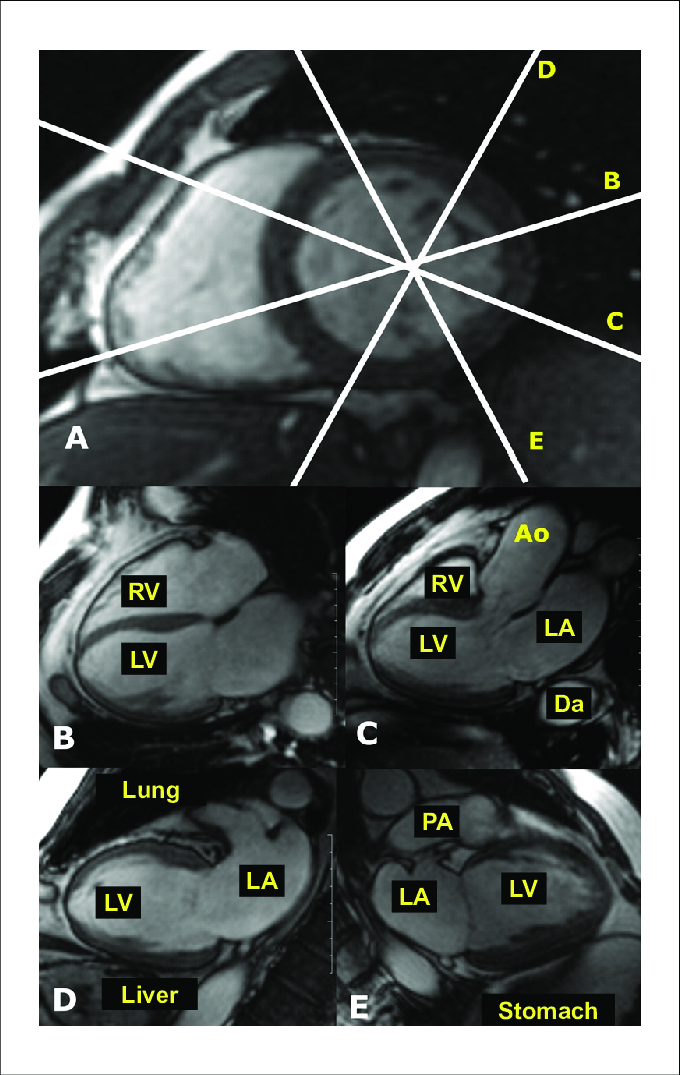 D
B
C
A
E
Ao
RV
RV
LA
LV
LV
Da
B
C
Lung
PA
LA
LV
LA
LV
D
Liver
E
Stomach